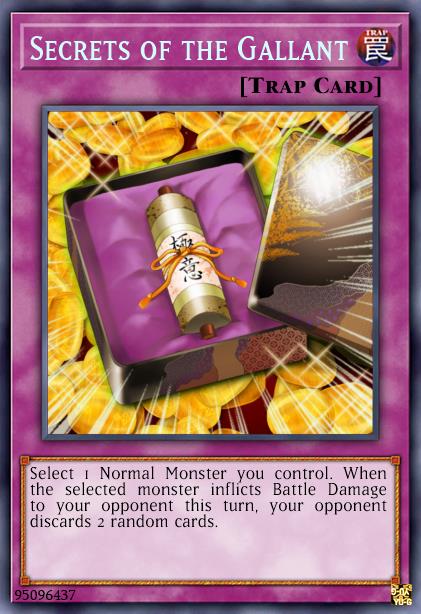 SECRETS OF THE GALLANT
TRAP
罠
[TRAP CARD]
極意
Select 1 Normal Monster you control. When
the selected monster inflicts Battle Damage
to your opponent this turn, your opponent
discards 2 random cards.
95096437